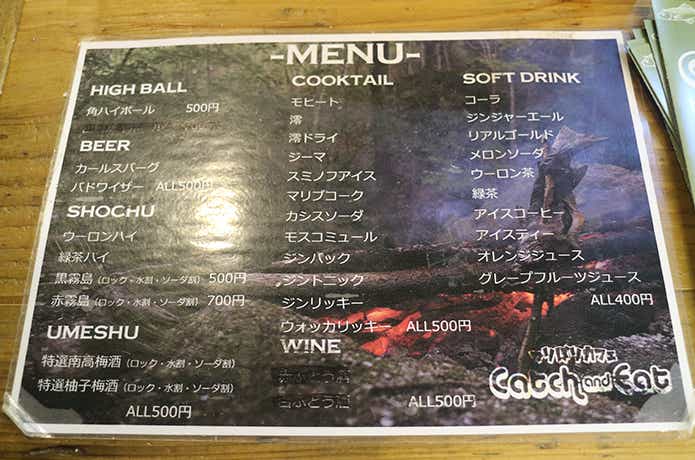 -MENU-
HIGH BALL
角ハイボール 500円
BEER
カールスバーグ
バドワイザー ALL500円
SHOCHU
ウーロンハイ
緑茶ハイ
黒霧島（ロック・水割・ソーダ割）500円
赤霧島（ロック・水割・ソーダ割）700円
UMESHU
特選南高梅酒（ロック・水割・ソーダ割）
特選柚子梅酒（ロック・水割・ソーダ割）
ALL500円
COOKTAIL
モヒート
澪
澪ドライ
ジーマ
スミノフアイス
マリブコーク
カシスソーダ
モスコミュール
ジンバック
ジントニック
ジンリッキー
ウォッカリッキー ALL500円
WINE
ALL500円
SOFT DRINK
コーラ
ジンジャーエール
リアルゴールド
メロンソーダ
ウーロン茶
緑茶
アイスコーヒー
アイスティー
オレンジジュース
グレープフルーツジュース
ALL400円
つりぼりカフェ
Catch and Eat